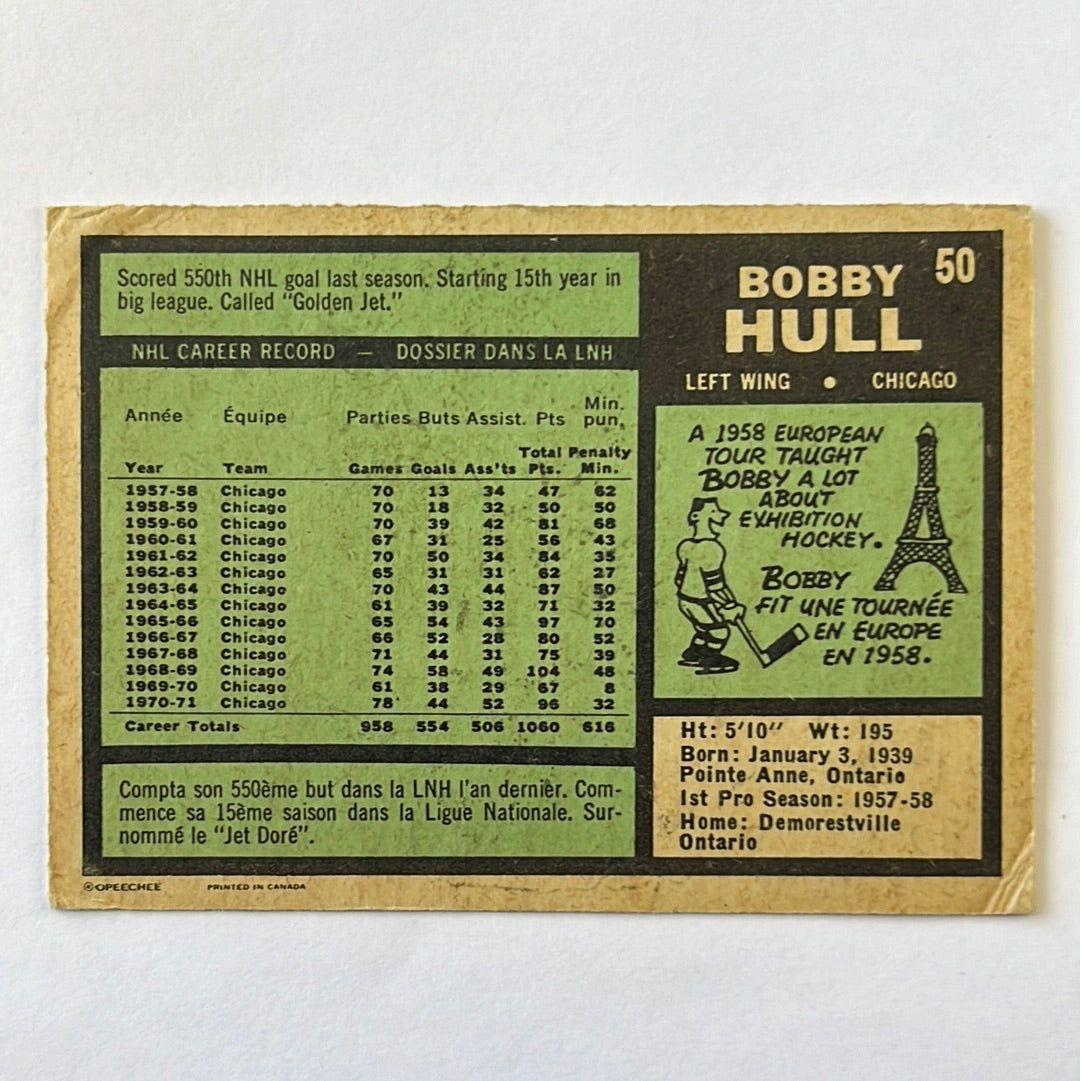 Scored 550th NHL goal last season. Starting 15th year in
big league. Called "Golden Jet."
NHL CAREER RECORD — DOSSIER DANS LA LNH
Année Équipe Parties Buts Assist. Pts Min. pun.
Year Team Games Goals Ass'ts Total Pts. Penalty Min.
1957-58 Chicago 70 13 34 47 62
1958-59 Chicago 70 18 32 50 50
1959-60 Chicago 70 39 42 81 68
1960-61 Chicago 67 31 25 56 43
1961-62 Chicago 70 50 34 84 35
1962-63 Chicago 65 31 31 62 27
1963-64 Chicago 70 43 44 87 50
1964-65 Chicago 61 39 32 71 32
1965-66 Chicago 65 54 43 97 70
1966-67 Chicago 66 52 28 80 52
1967-68 Chicago 71 44 31 75 39
1968-69 Chicago 74 58 49 104 48
1969-70 Chicago 61 38 29 67 8
1970-71 Chicago 78 44 52 96 32
Career Totals 958 554 506 1060 616
Compta son 550ème but dans la LNH l'an dernier. Com-
mence sa 15ème saison dans la Ligue Nationale. Sur-
nommé le "Jet Doré".
©OPEECHEE PRINTED IN CANADA
50
BOBBY
HULL
LEFT WING • CHICAGO
A 1958 EUROPEAN
TOUR TAUGHT
BOBBY A LOT
ABOUT
EXHIBITION
HOCKEY.
BOBBY
FIT UNE TOURNÉE
EN EUROPE
EN 1958.
Ht: 5'10" Wt: 195
Born: January 3, 1939
Pointe Anne, Ontario
1st Pro Season: 1957-58
Home: Demorestville
Ontario